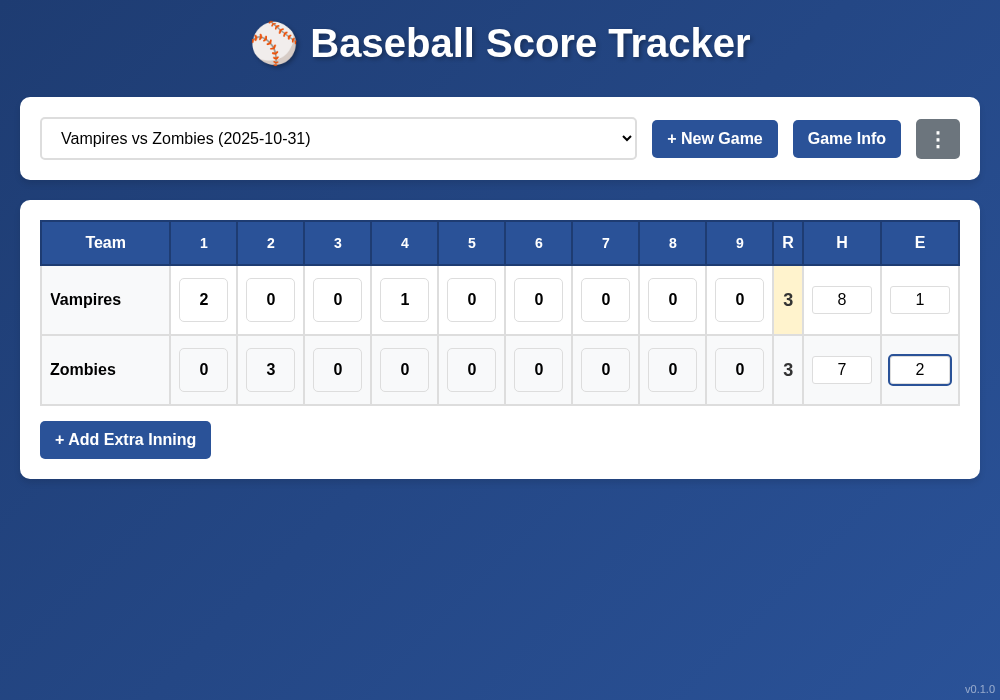 Baseball Score Tracker
Vampires vs Zombies (2025-10-31)
+ New Game
Game Info
⋮
Team 1 2 3 4 5 6 7 8 9 R H E
Vampires 2 0 0 1 0 0 0 0 0 3 8 1
Zombies 0 3 0 0 0 0 0 0 0 3 7 2
+ Add Extra Inning
v0.1.0